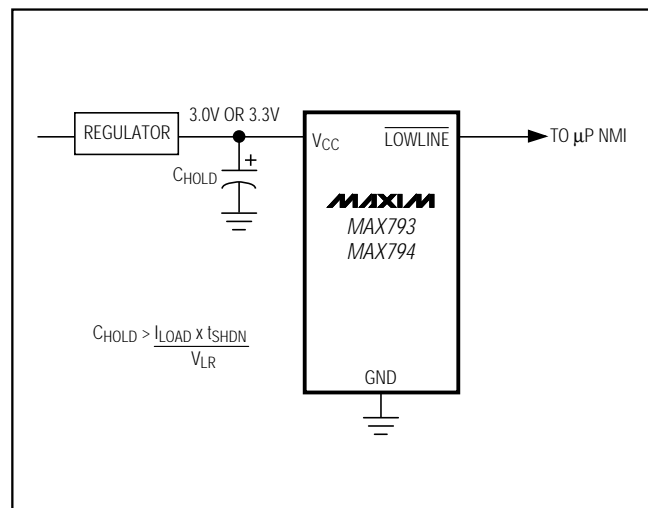 REGULATOR
3.0V OR 3.3V
+
CHOLD
VCC
LOWLINE
TO μP NMI
MAXIM
MAX793
MAX794
CHOLD > ILOAD x tSHDN
VLR
GND